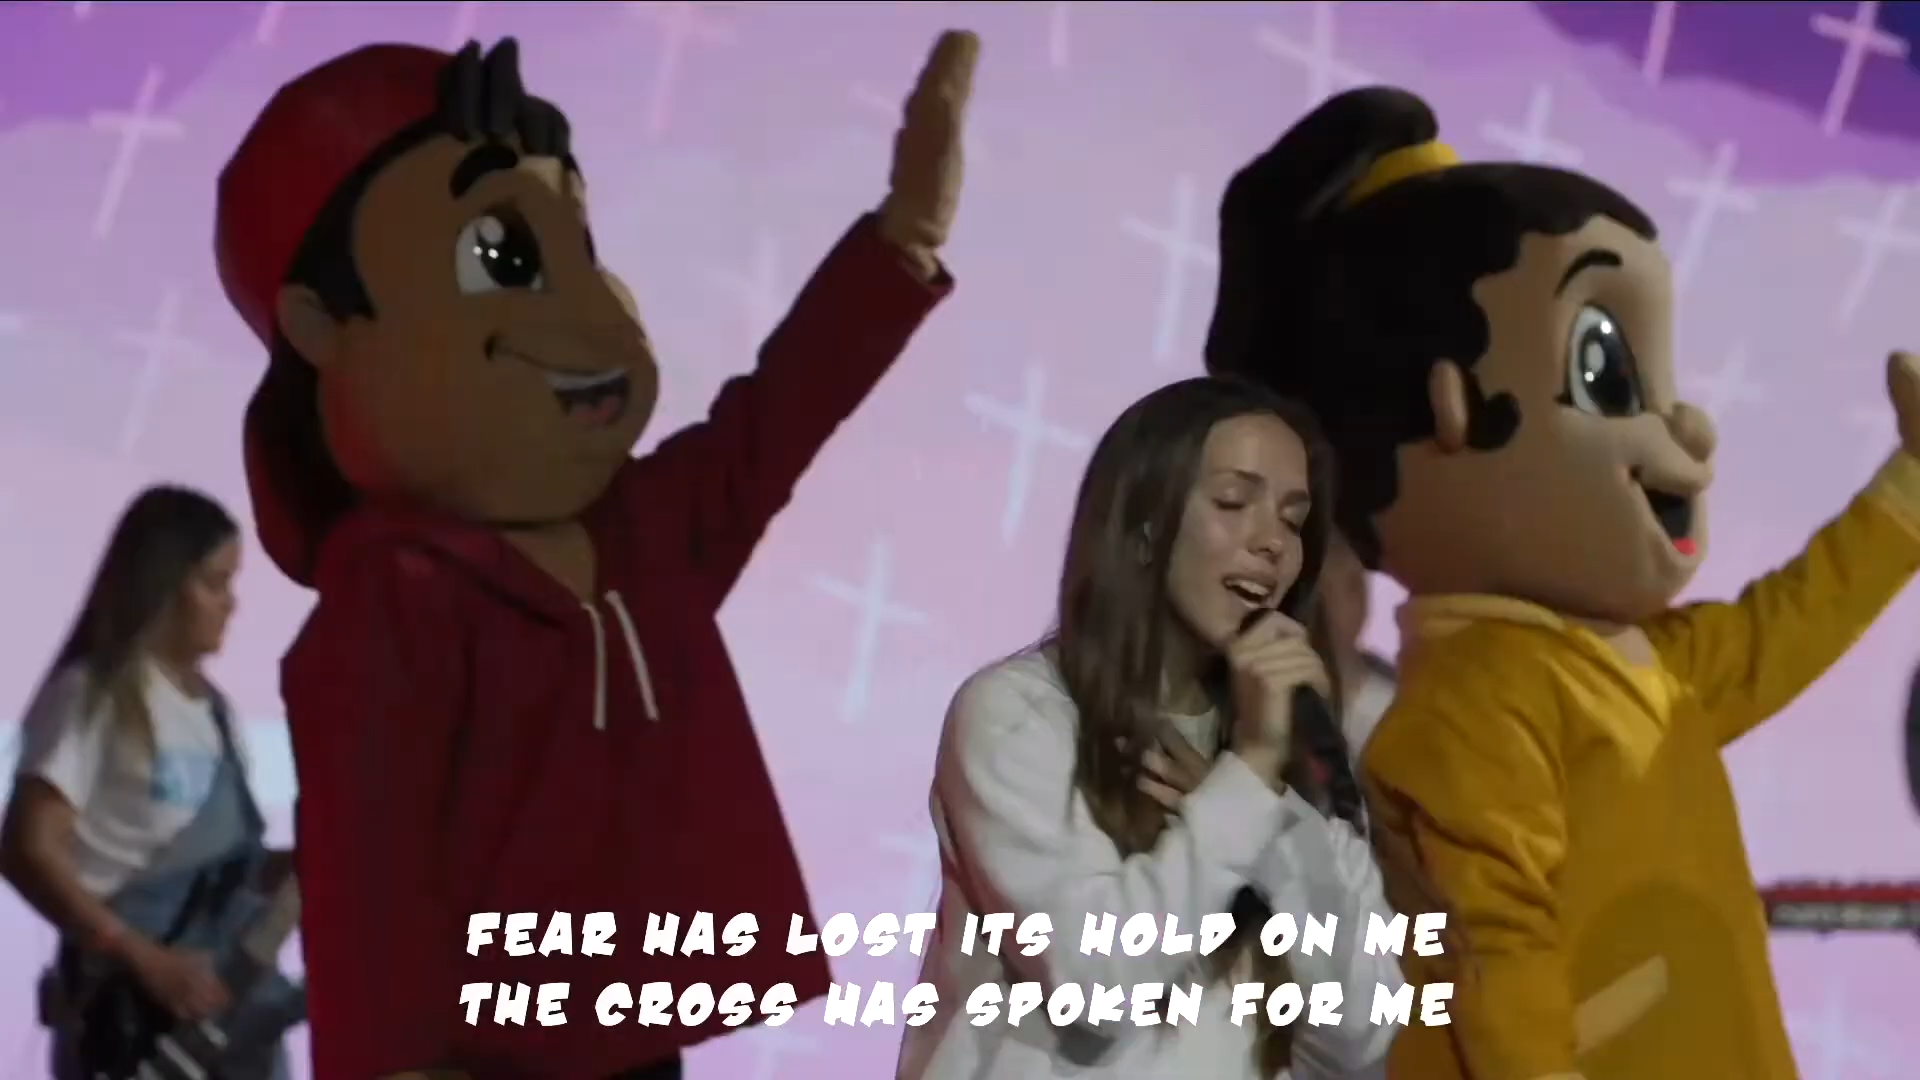 FEAR HAS LOST ITS HOLD ON ME
THE CROSS HAS SPOKEN FOR ME